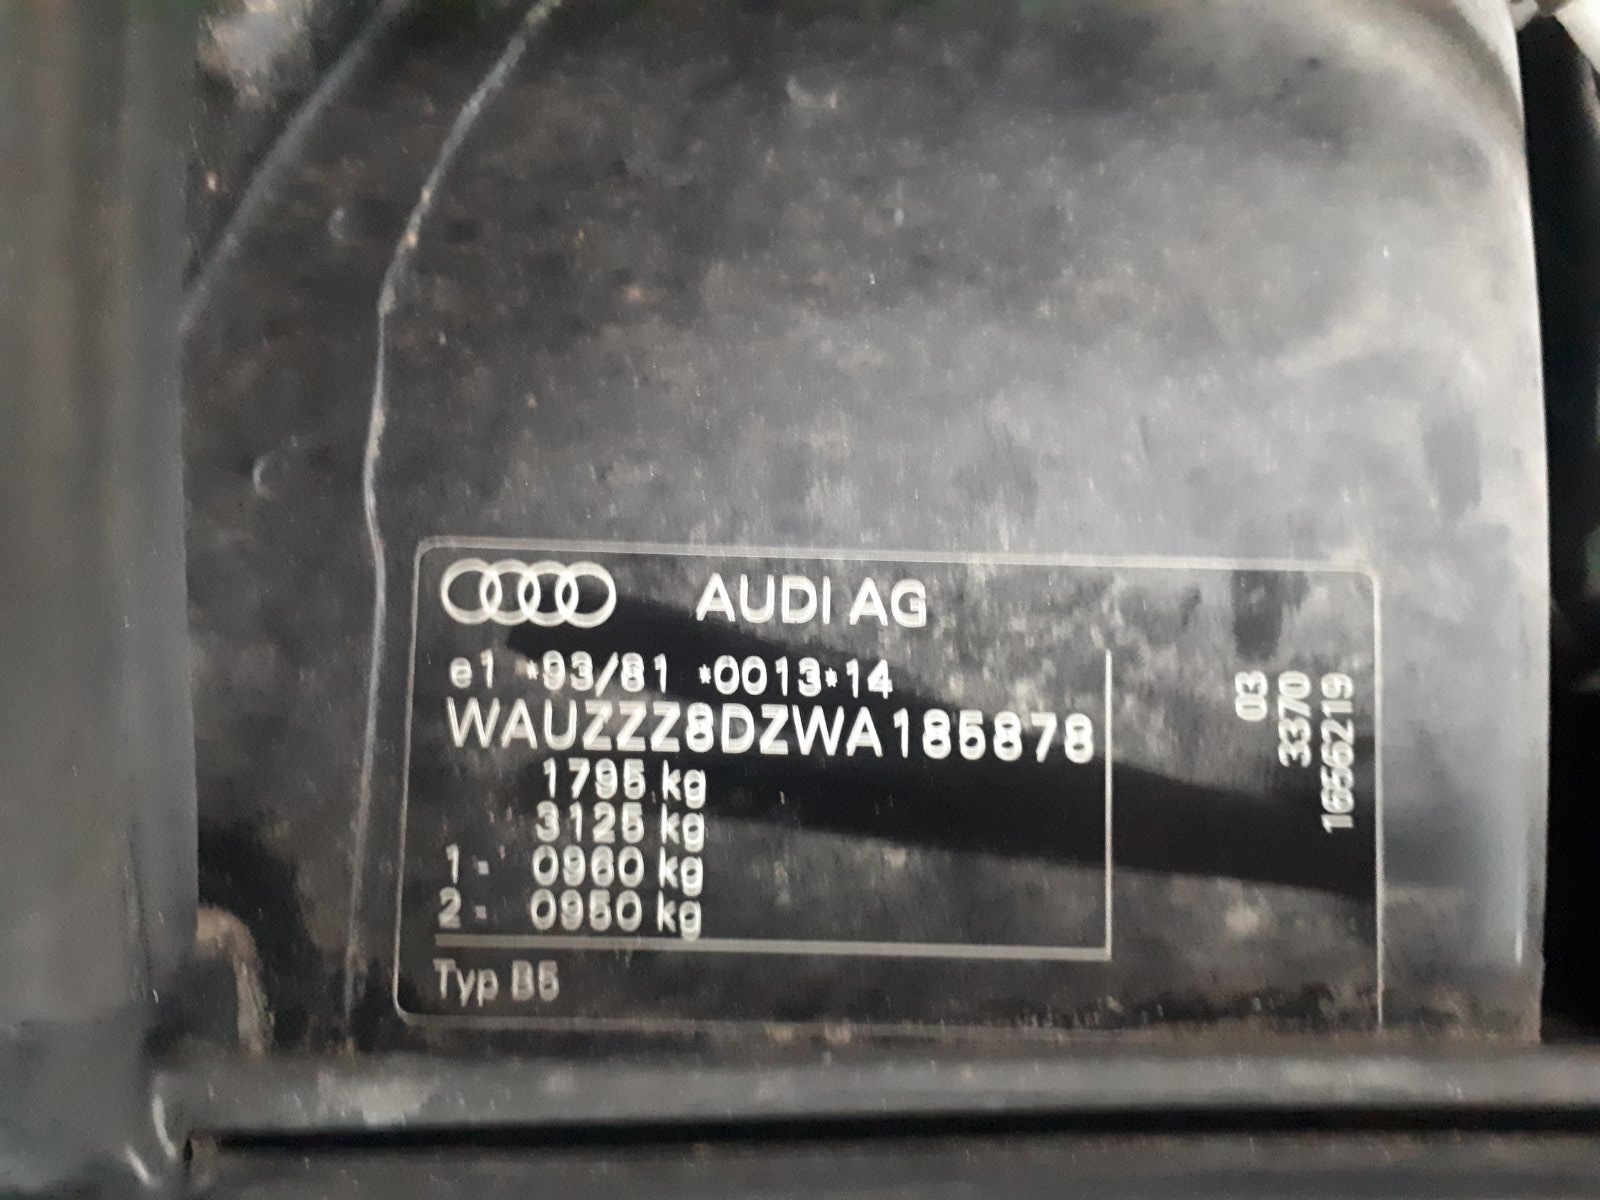 AUDI AG
e1 *93/81 *0013*14
WAUZZZ8DZWA185878
1795 kg
3125 kg
1 - 0960 kg
2 - 0950 kg
Typ B5
03
3370
1656219